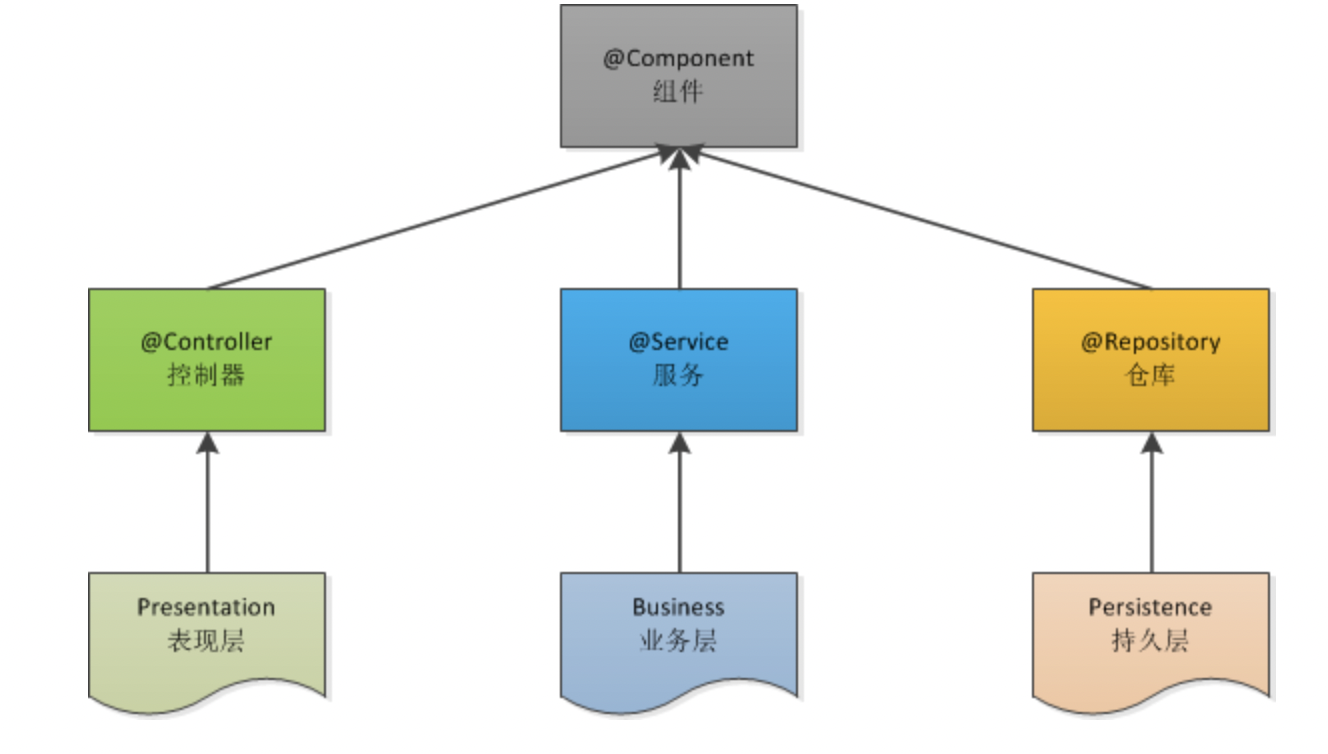 @Component
组件
@Controller
控制器
@Service
服务
@Repository
仓库
Presentation
表现层
Business
业务层
Persistence
持久层